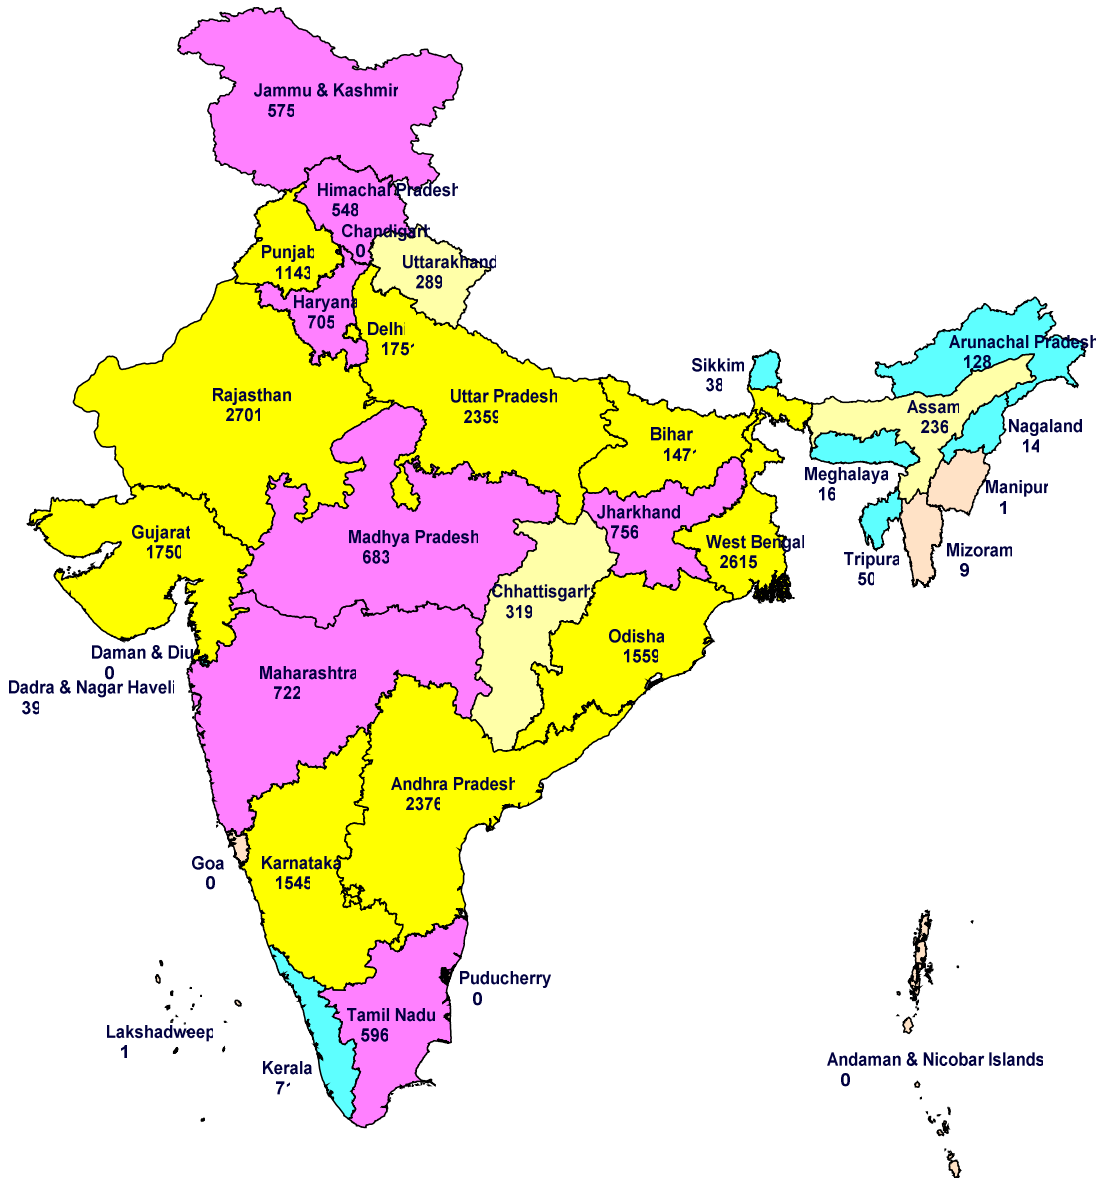 Jammu & Kashmir
575
Himachal Pradesh
548
Chandigarh
0
Punjab
1143
Uttarakhand
289
Haryana
705
Delhi
1751
Rajasthan
2701
Uttar Pradesh
2359
Sikkim
38
Arunachal Pradesh
128
Assam
236
Nagaland
14
Bihar
1471
Meghalaya
16
Manipur
1
Gujarat
1750
Madhya Pradesh
683
Jharkhand
756
West Bengal
2615
Tripura
50
Mizoram
9
Chhattisgarh
319
Odisha
1559
Daman & Diu
0
Dadra & Nagar Haveli
39
Maharashtra
722
Andhra Pradesh
2376
Goa
0
Karnataka
1545
Puducherry
0
Tamil Nadu
596
Lakshadweep
1
Kerala
71
Andaman & Nicobar Islands
0